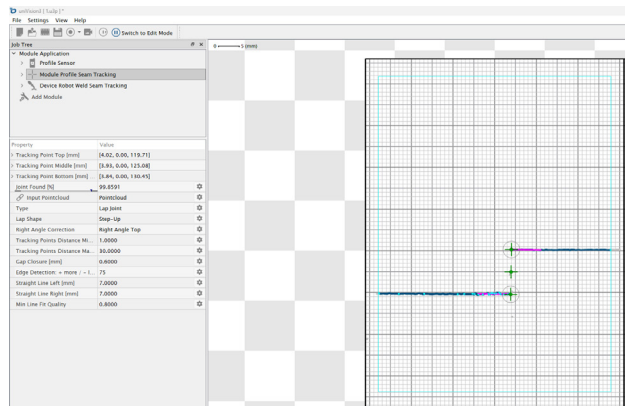 uniVision3 [1.u3p ] *
File Settings View Help
Switch to Edit Mode
Job Tree
0 5 (mm)
Module Application
Profile Sensor
Module Profile Seam Tracking
Device Robot Weld Seam Tracking
Add Module
Property Value
Tracking Point Top [mm] [4.02, 0.00, 119.71]
Tracking Point Middle [mm] [3.93, 0.00, 125.08]
Tracking Point Bottom [mm] ... [3.84, 0.00, 130.45]
Joint Found [%] 99.8591
Input Pointcloud Pointcloud
Type Lap Joint
Lap Shape Step-Up
Right Angle Correction Right Angle Top
Tracking Points Distance Mi... 1.0000
Tracking Points Distance Ma... 30.0000
Gap Closure [mm] 0.6000
Edge Detection: + more / - l... 75
Straight Line Left [mm] 7.0000
Straight Line Right [mm] 7.0000
Min Line Fit Quality 0.8000